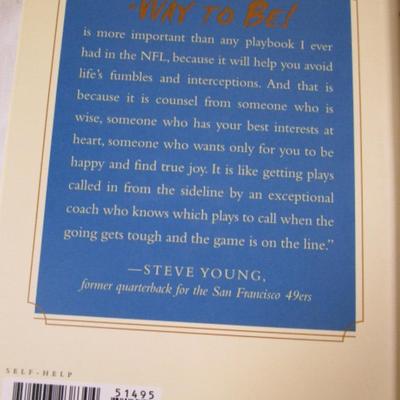 WAY TO BE!
is more important than any playbook I ever
had in the NFL, because it will help you avoid
life's fumbles and interceptions. And that is
because it is counsel from someone who is
wise, someone who has your best interests at
heart, someone who wants only for you to be
happy and find true joy. It is like getting plays
called in from the sideline by an exceptional
coach who knows which plays to call when the
going gets tough and the game is on the line."
—STEVE YOUNG,
former quarterback for the San Francisco 49ers
SELF-HELP
51495